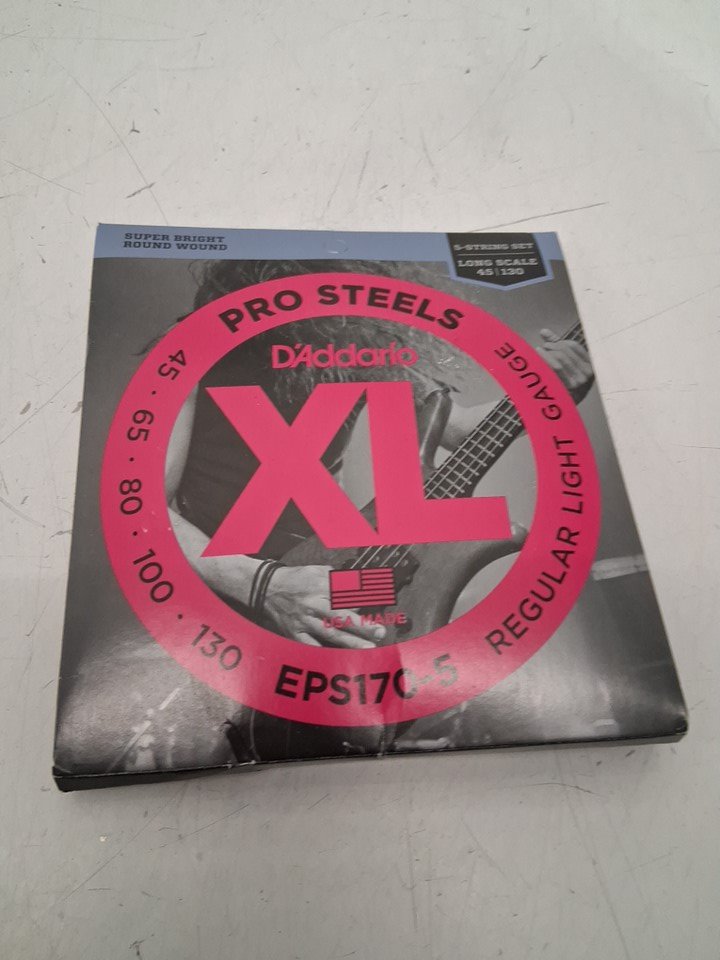 SUPER BRIGHT
ROUND WOUND
5-STRING SET
LONG SCALE
45 | 130
PRO STEELS
D'Addario
XL
USA MADE
45 · 65 · 80 · 100 · 130
EPS170-5
REGULAR LIGHT GAUGE